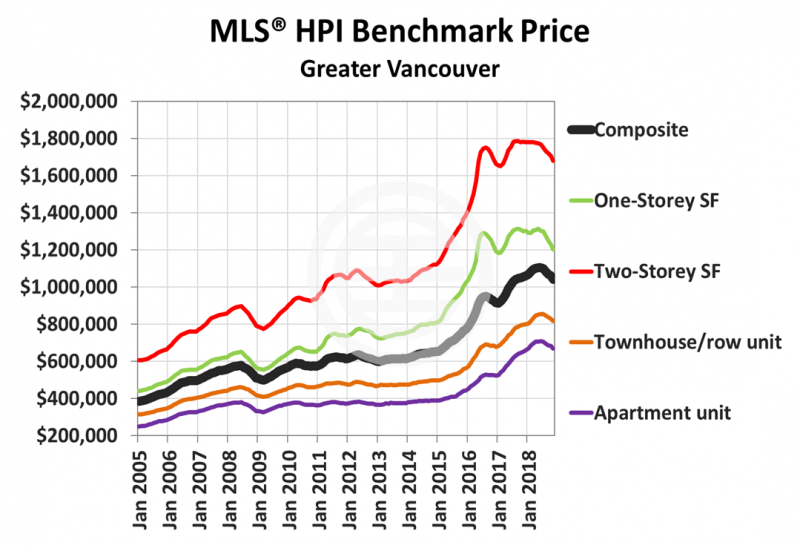 MLS® HPI Benchmark Price
Greater Vancouver
$2,000,000
$1,800,000
$1,600,000
$1,400,000
$1,200,000
$1,000,000
$800,000
$600,000
$400,000
$200,000
Jan 2005
Jan 2006
Jan 2007
Jan 2008
Jan 2009
Jan 2010
Jan 2011
Jan 2012
Jan 2013
Jan 2014
Jan 2015
Jan 2016
Jan 2017
Jan 2018
Composite
One-Storey SF
Two-Storey SF
Townhouse/row unit
Apartment unit